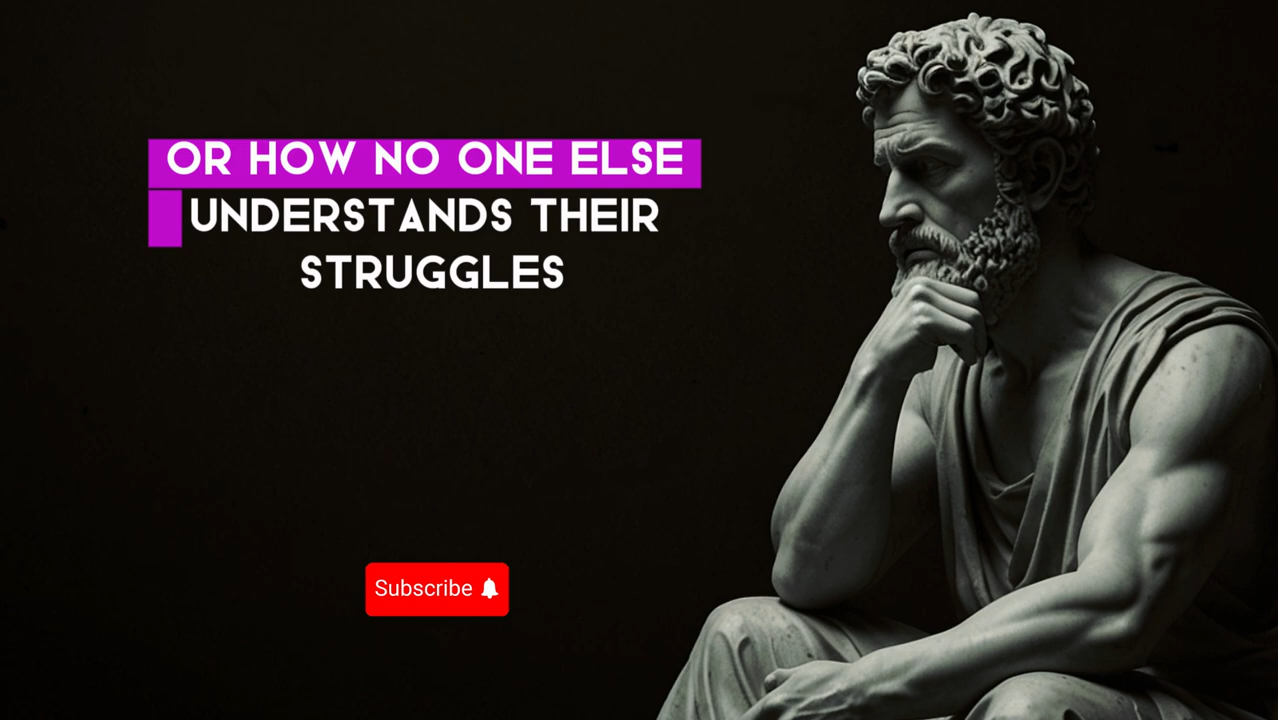 OR HOW NO ONE ELSE
UNDERSTANDS THEIR
STRUGGLES
Subscribe